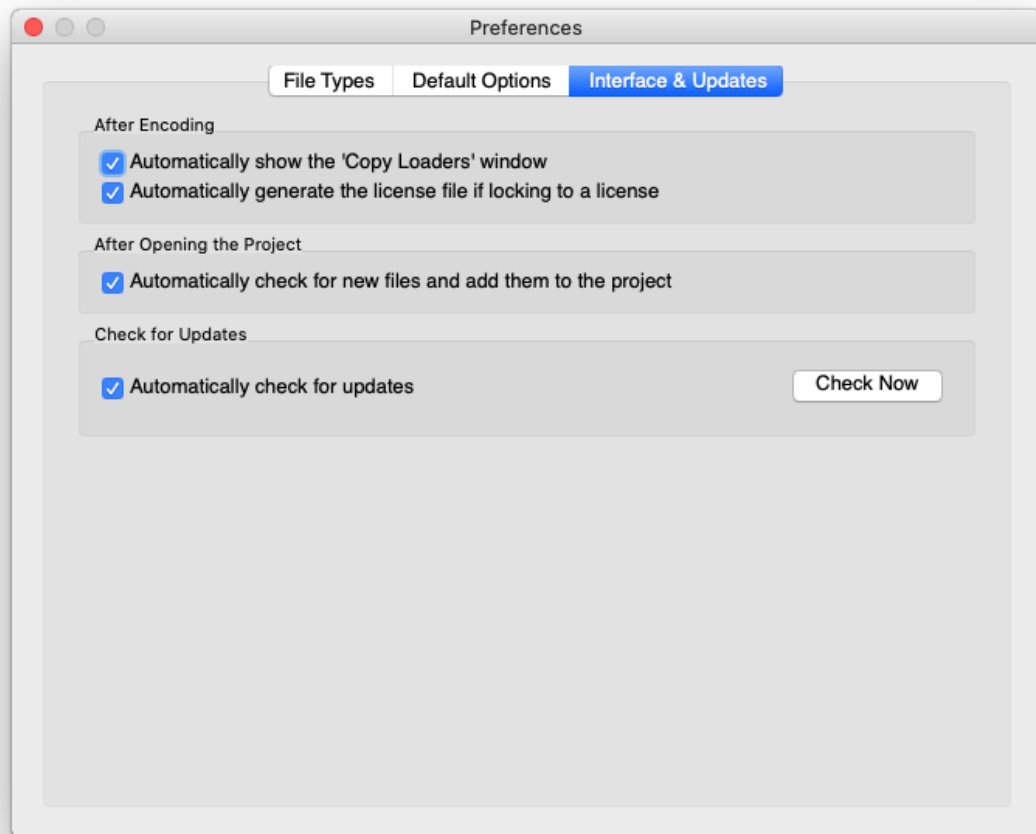 Preferences
File Types Default Options Interface & Updates
After Encoding
Automatically show the 'Copy Loaders' window
Automatically generate the license file if locking to a license
After Opening the Project
Automatically check for new files and add them to the project
Check for Updates
Automatically check for updates Check Now